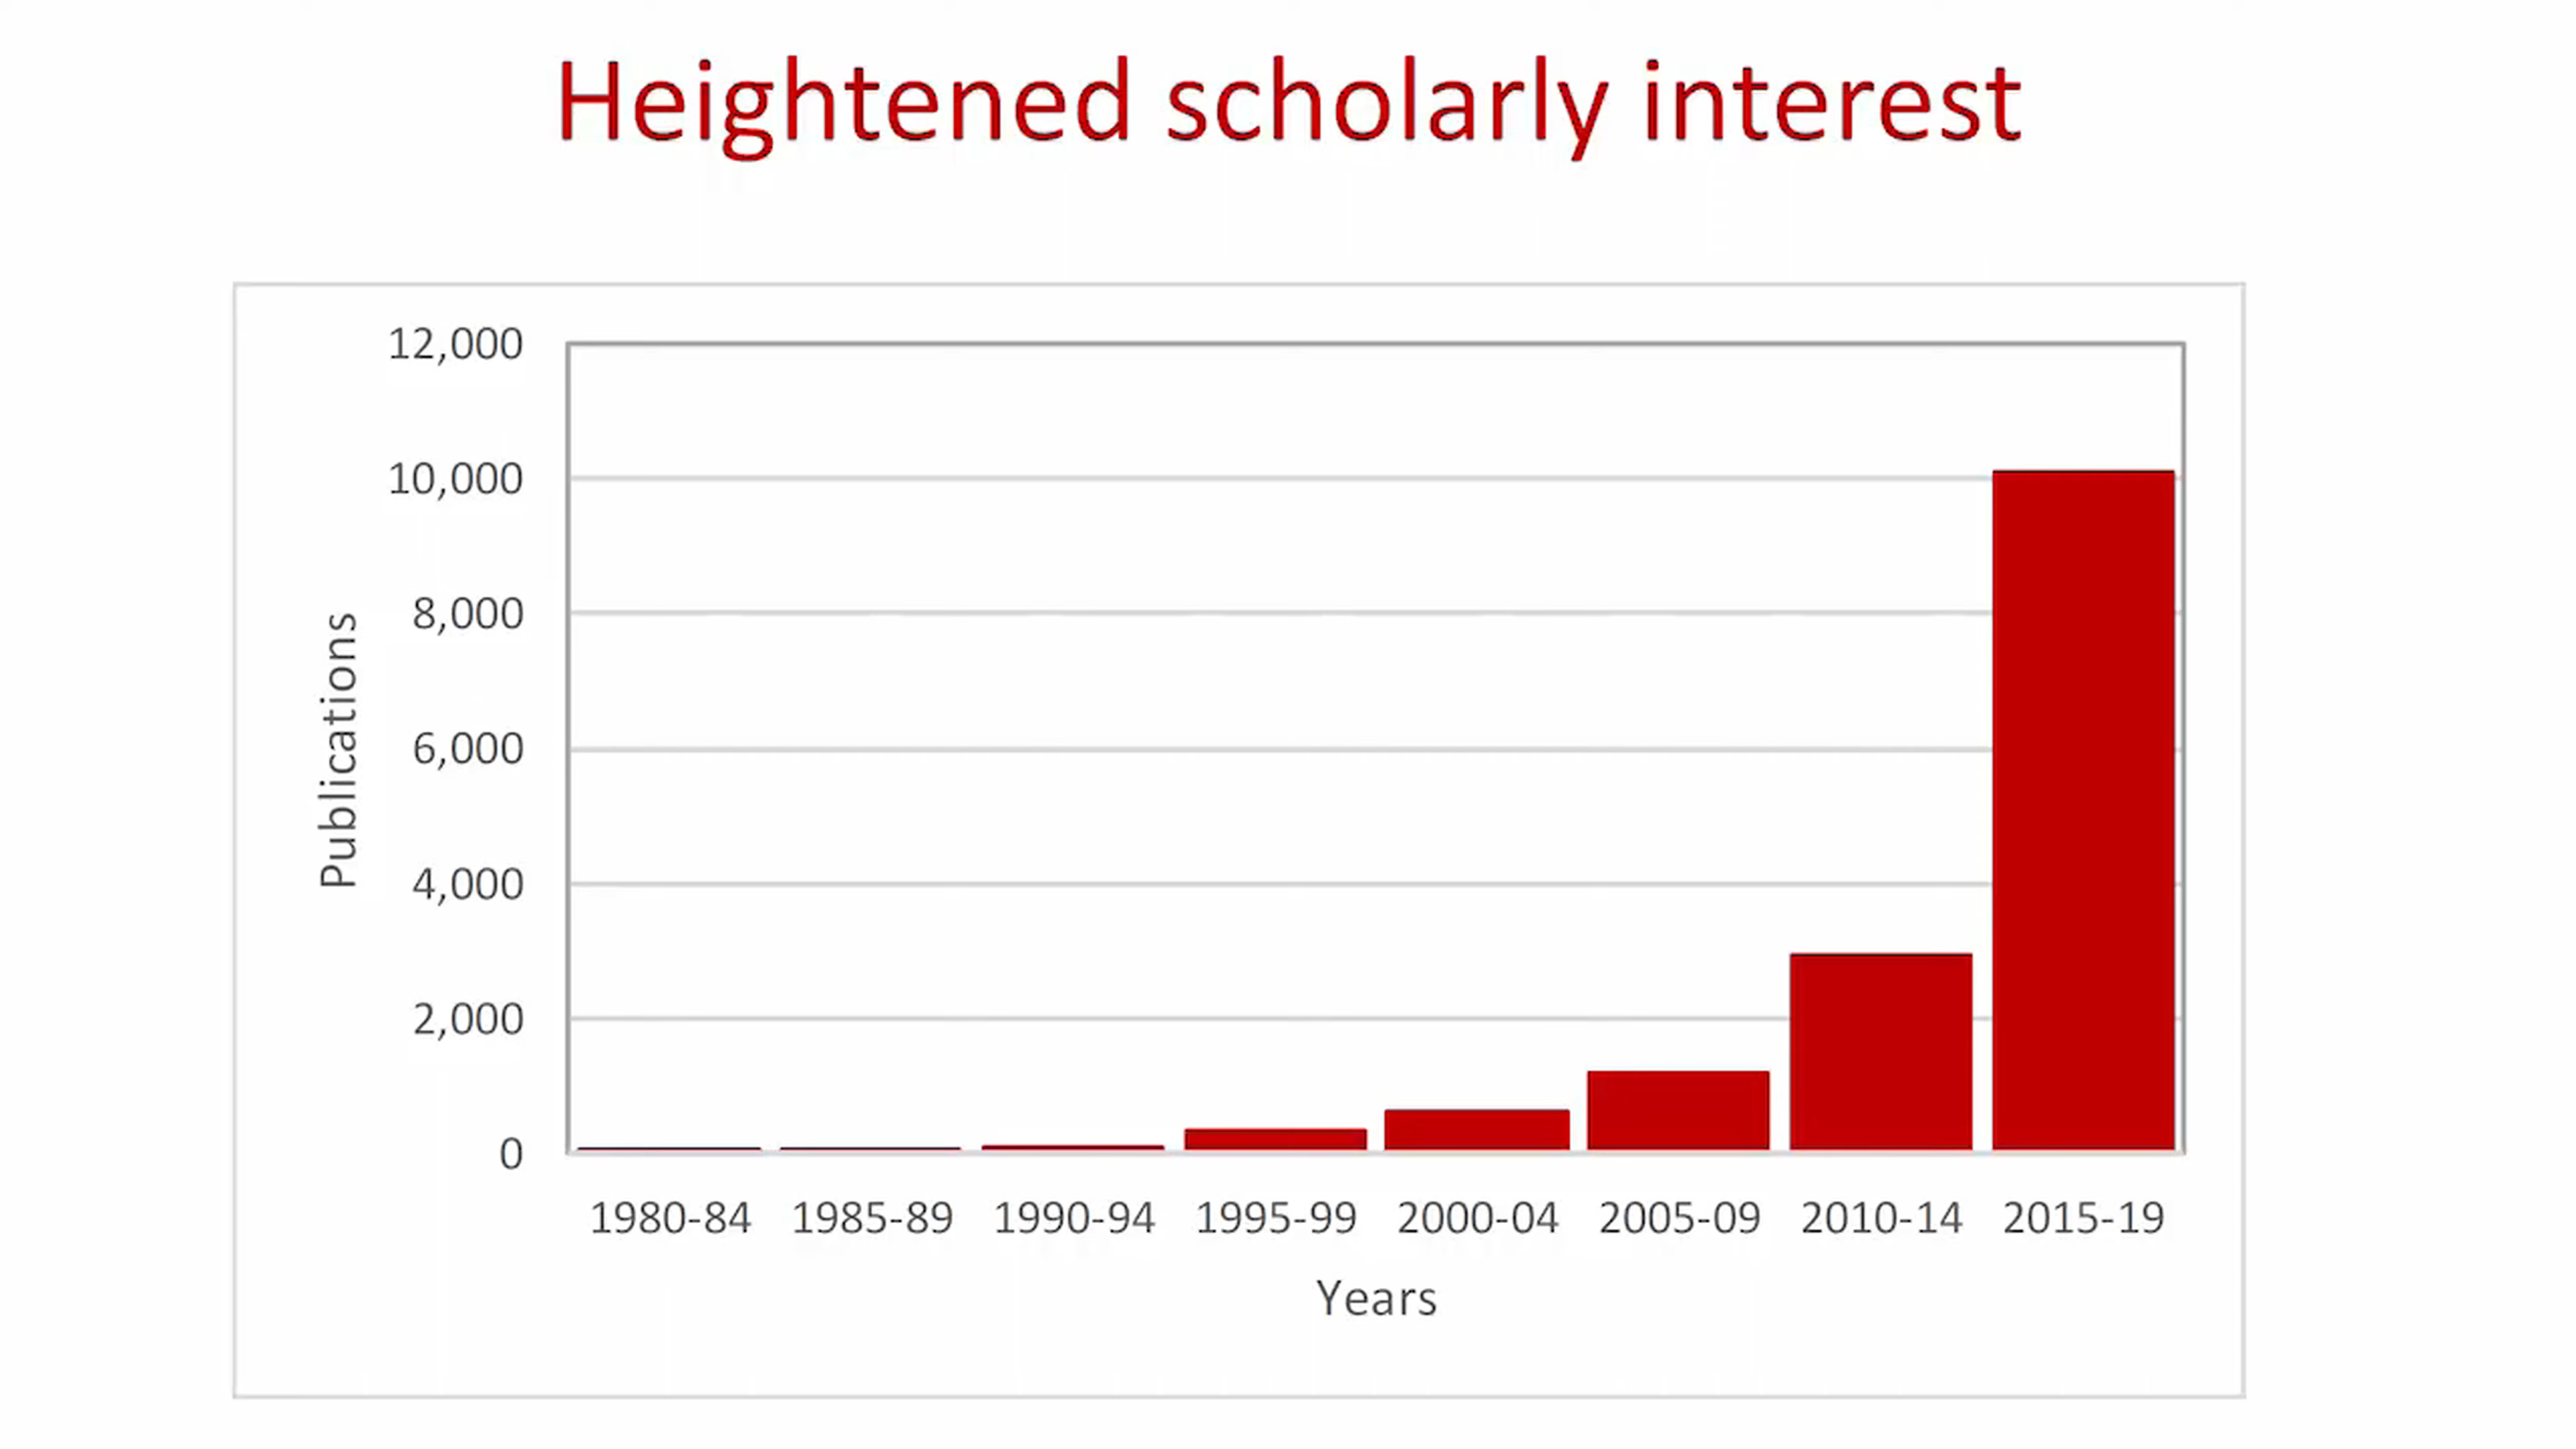 Heightened scholarly interest
12,000
10,000
8,000
6,000
4,000
2,000
0
Publications
1980-84 1985-89 1990-94 1995-99 2000-04 2005-09 2010-14 2015-19
Years